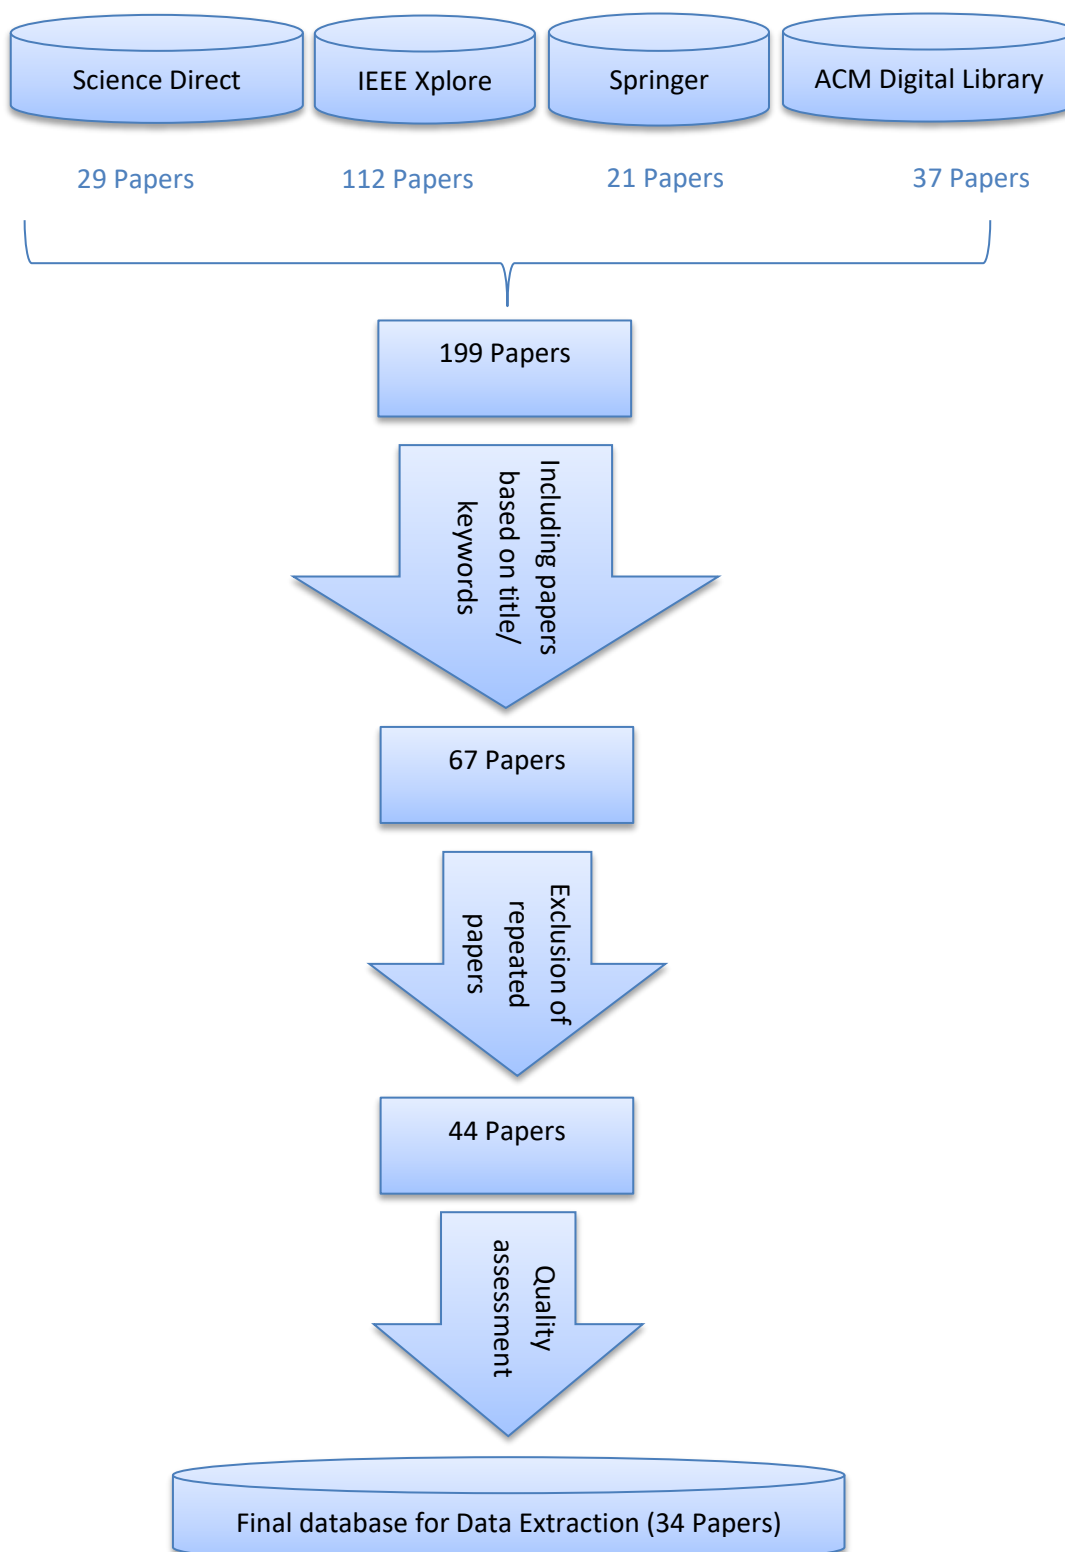 Science Direct
IEEE Xplore
Springer
ACM Digital Library
29 Papers
112 Papers
21 Papers
37 Papers
199 Papers
Including papers
based on title/
keywords
67 Papers
Exclusion of
repeated
papers
44 Papers
Quality
assessment
Final database for Data Extraction (34 Papers)